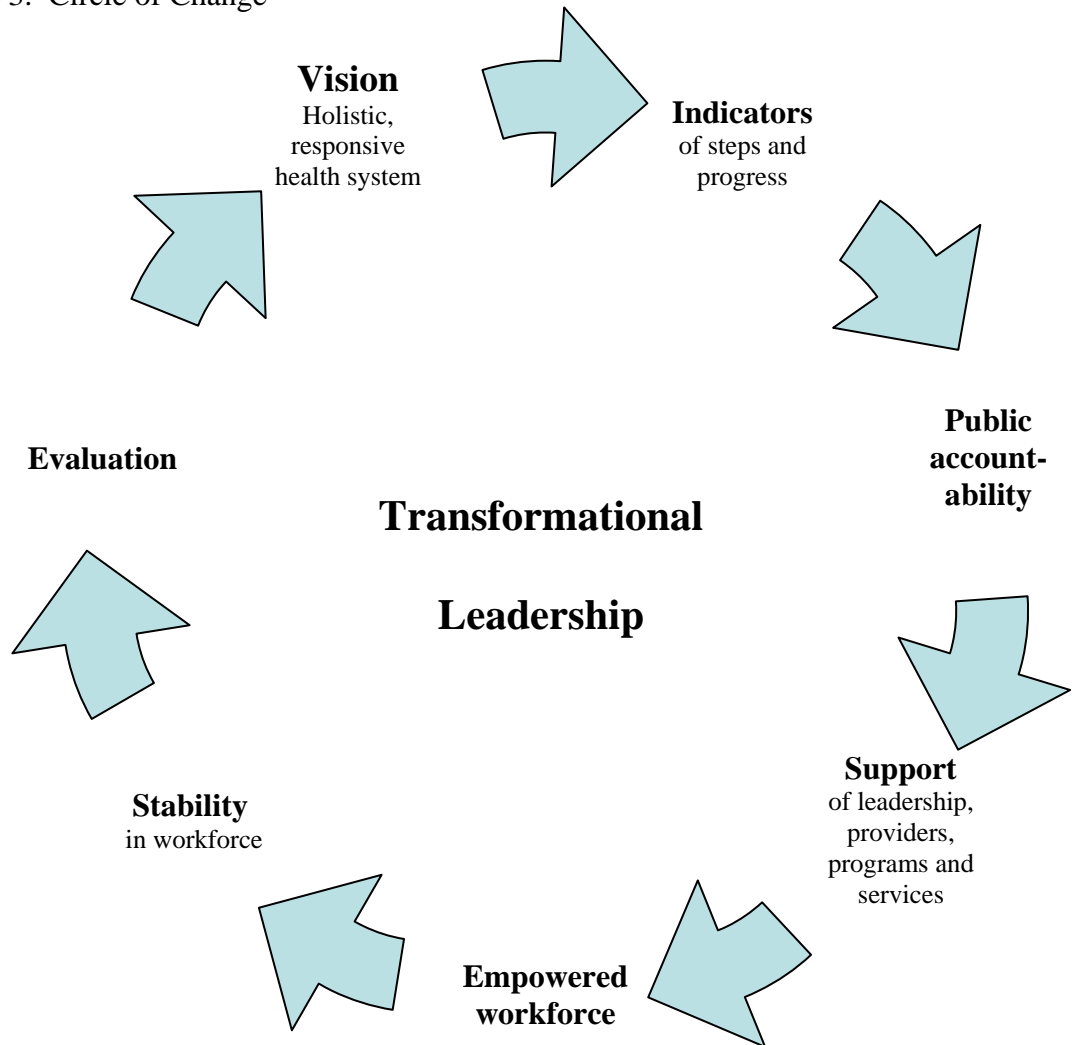 3. Circle of Change
Vision
Holistic,
responsive
health system
Indicators
of steps and
progress
Public
account-
ability
Support
of leadership,
providers,
programs and
services
Empowered
workforce
Stability
in workforce
Evaluation
Transformational
Leadership